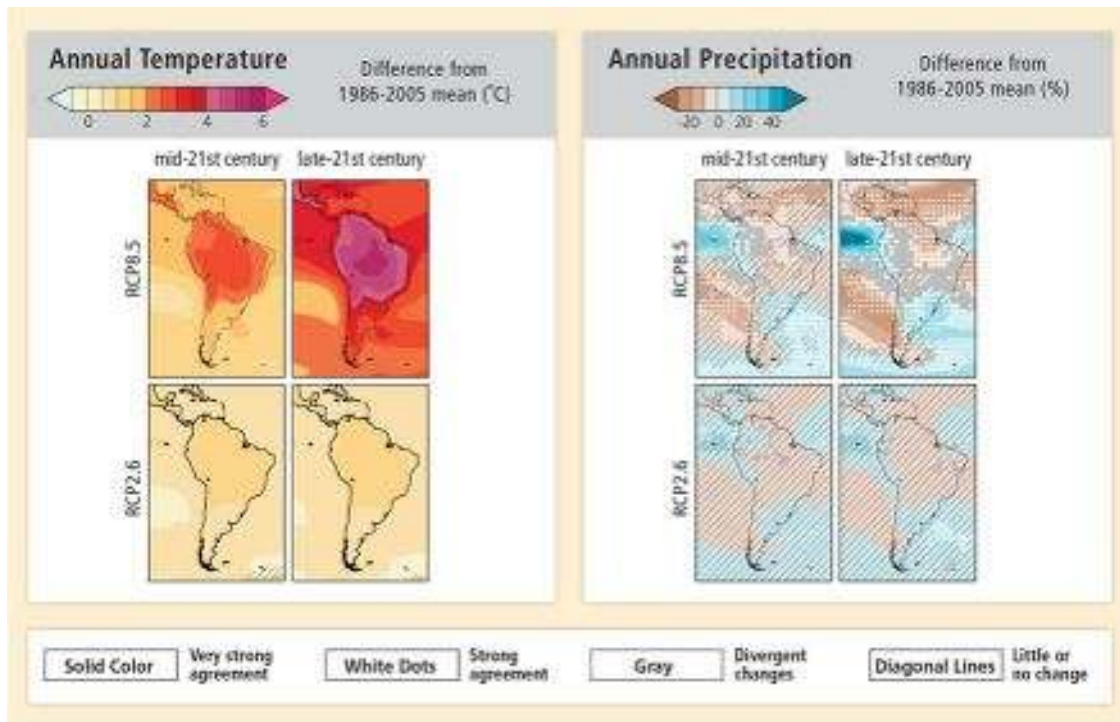 Annual Temperature
Difference from
1986-2005 mean (˚C)
0 2 4 6
mid-21st century late-21st century
RCP8.5
RCP2.6
Annual Precipitation
Difference from
1986-2005 mean (%)
-20 0 20 40
mid-21st century late-21st century
RCP8.5
RCP2.6
Solid Color
Very strong
agreement
White Dots
Strong
agreement
Gray
Divergent
changes
Diagonal Lines
Little or
no change